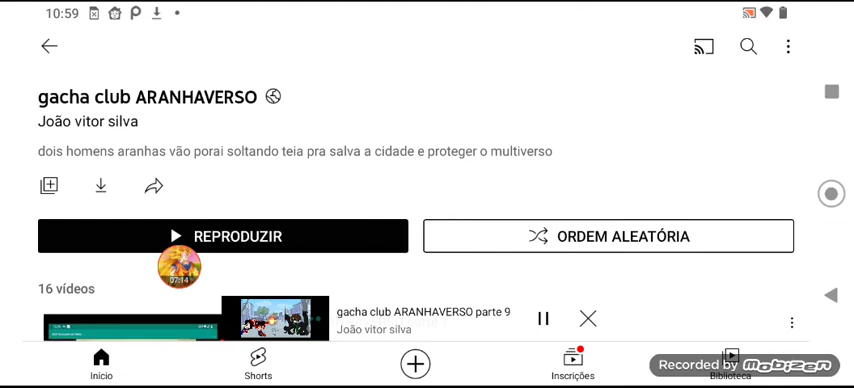 10:59
gacha club ARANHAVERSO
João vitor silva
dois homens aranhas vão porai soltando teia pra salva a cidade e proteger o multiverso
REPRODUZIR
ORDEM ALEATÓRIA
07:14
16 vídeos
gacha club ARANHAVERSO parte 9
João vitor silva
Início
Shorts
Inscrições
Biblioteca
Recorded by mobizen